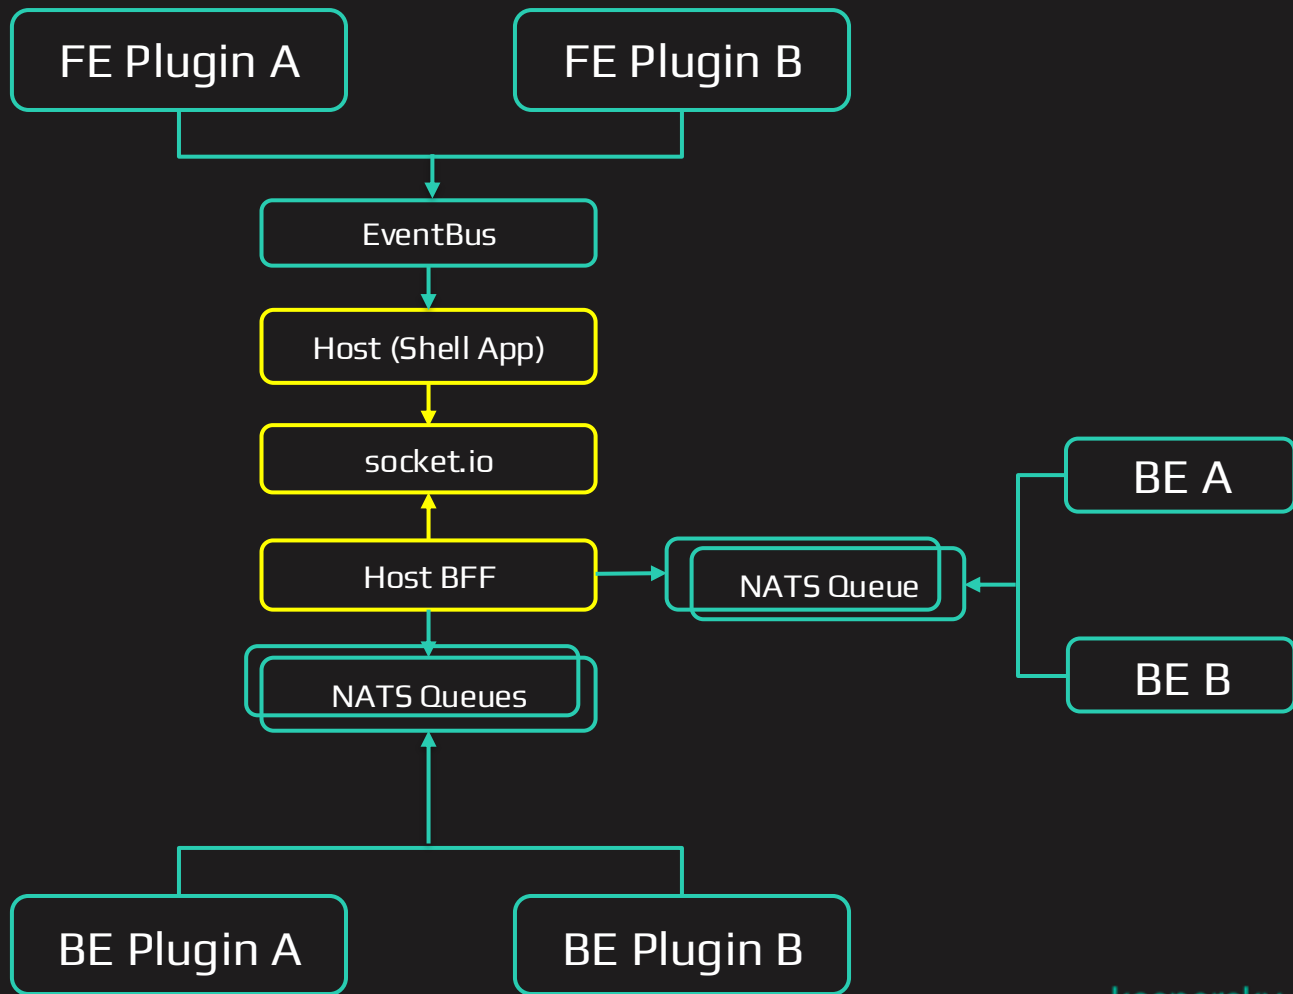 FE Plugin A
FE Plugin B
EventBus
Host (Shell App)
socket.io
BE A
Host BFF
NATS Queue
BE B
NATS Queues
BE Plugin A
BE Plugin B